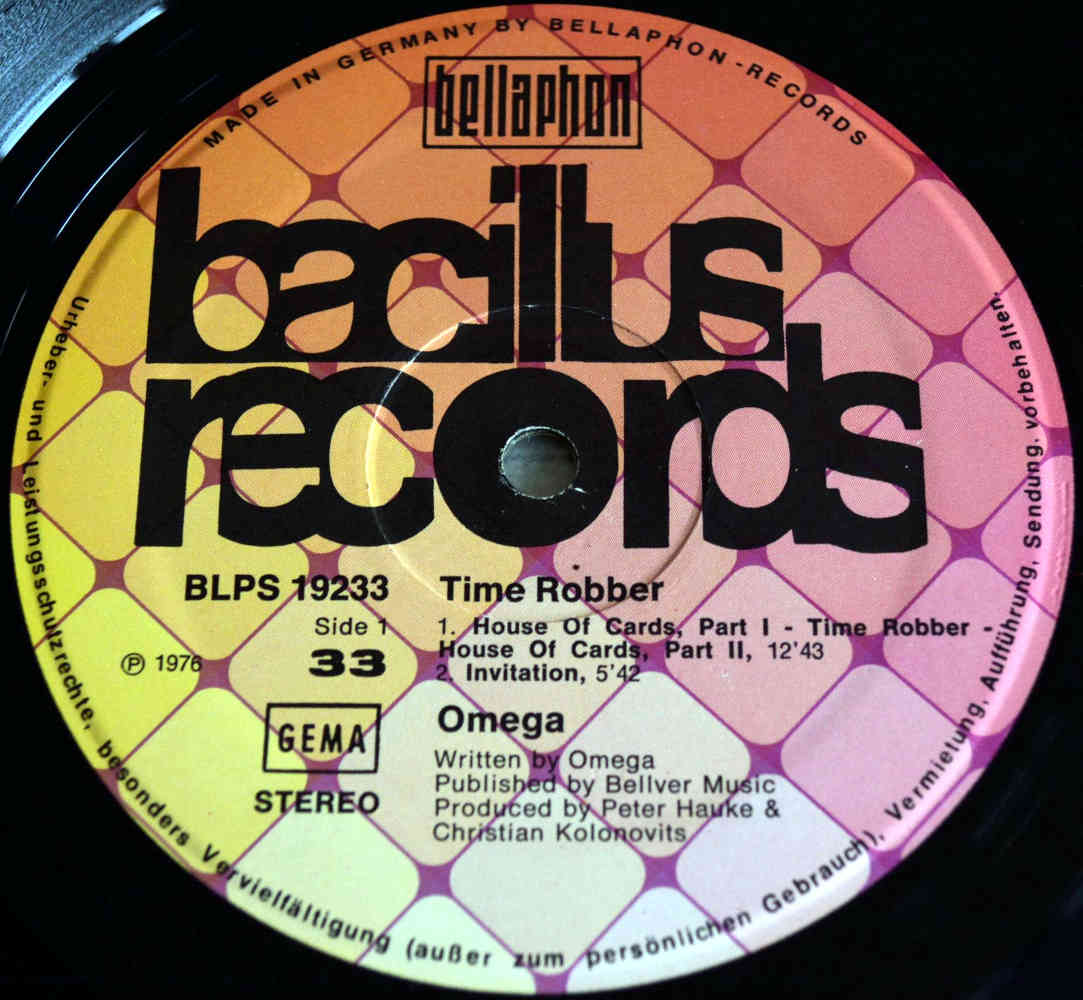 MADE IN GERMANY BY BELLAPHON-RECORDS
bellaphon
bacillus
records
BLPS 19233
Side 1
33
℗ 1976
GEMA
STEREO
Time Robber
1. House Of Cards, Part I - Time Robber -
House Of Cards, Part II, 12'43
2. Invitation, 5'42
Omega
Written by Omega
Published by Bellver Music
Produced by Peter Hauke &
Christian Kolonovits
Urheber- und Leistungsschutzrechte, besonders Vervielfältigung (außer zum persönlichen Gebrauch), Vermietung, Aufführung, Sendung, vorbehalten.